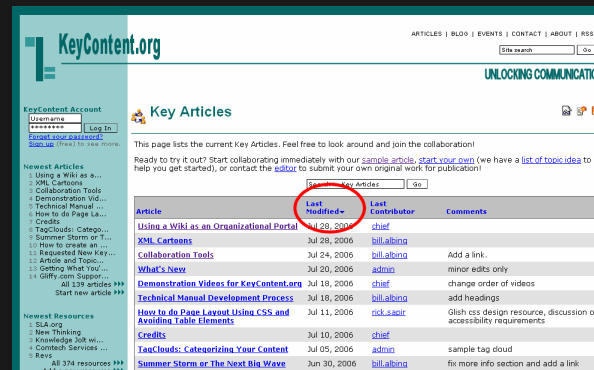 KeyContent.org
ARTICLES | BLOG | EVENTS | CONTACT | ABOUT | RSS
Site search Go
UNLOCKING COMMUNICATIO
KeyContent Account
Username
******** Log In
Forget your password?
Sign up (free) to see more.
Newest Articles
1 Using a Wiki as a...
2 XML Cartoons
3 Collaboration Tools
4 Demonstration Vid...
5 Technical Manual ...
6 How to do Page La...
7 Credits
8 TagClouds: Catego...
9 Summer Storm or T...
10 How to create an ...
11 Requested New Key...
12 Article and Topic...
13 Getting What You'...
14 Gliffy.com Suppor...
All 139 articles
Start new article
Newest Resources
1 SLA.org
2 New Thinking
3 Knowledge Jolt wi...
4 Comtech Services ...
5 Revs
All 374 resources
Key Articles
This page lists the current Key Articles. Feel free to look around and join the collaboration!
Ready to try it out? Start collaborating immediately with our sample article, start your own (we have a list of topic idea to
help you get started), or contact the editor to submit your own original work for publication!
Key Articles Go
Article Last Modified Last Contributor Comments
Using a Wiki as an Organizational Portal Jul 28, 2006 chief
XML Cartoons Jul 28, 2006 bill.albing
Collaboration Tools Jul 24, 2006 bill.albing Add a link.
What's New Jul 20, 2006 admin minor edits only
Demonstration Videos for KeyContent.org Jul 18, 2006 chief change order of videos
Technical Manual Development Process Jul 18, 2006 bill.albing add headings
How to do Page Layout Using CSS and Jul 11, 2006 rick.sapir Glish css design resource, discussion o
Avoiding Table Elements accessibility requirements
Credits Jul 10, 2006 chief
TagClouds: Categorizing Your Content Jul 05, 2006 admin sample tag cloud
Summer Storm or The Next Big Wave Jun 30, 2006 bill.albing fix more info section and add a link